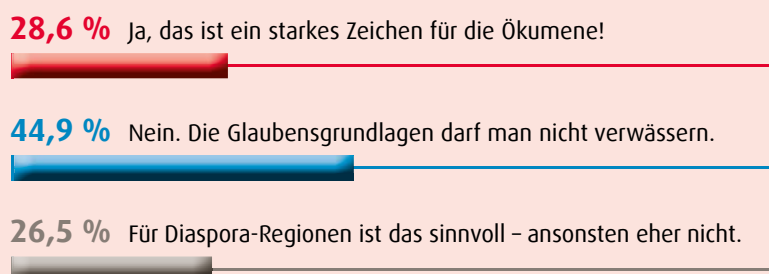 28,6 % Ja, das ist ein starkes Zeichen für die Ökumene!
44,9 % Nein. Die Glaubensgrundlagen darf man nicht verwässern.
26,5 % Für Diaspora-Regionen ist das sinnvoll – ansonsten eher nicht.